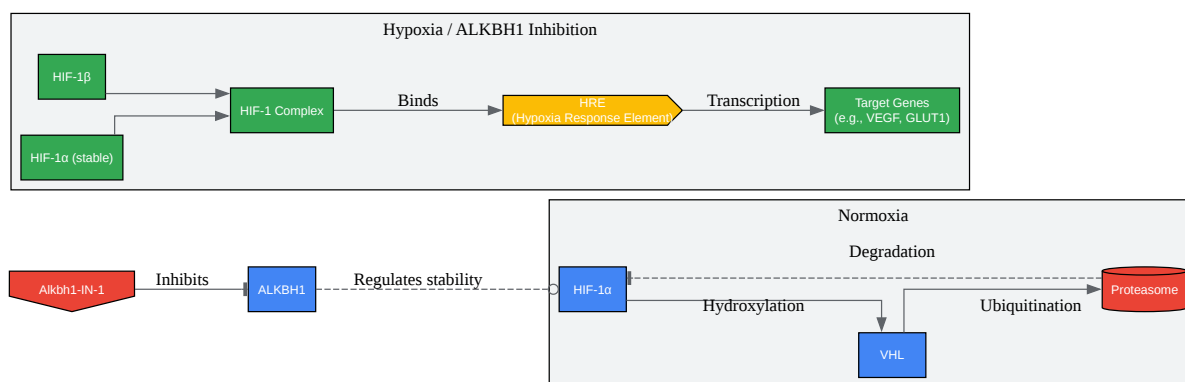 Hypoxia / ALKBH1 Inhibition
HIF-1β
HIF-1α (stable)
HIF-1 Complex
Binds
HRE
(Hypoxia Response Element)
Transcription
Target Genes
(e.g., VEGF, GLUT1)
Normoxia
Degradation
Alkbh1-IN-1
Inhibits
ALKBH1
Regulates stability
HIF-1α
Hydroxylation
VHL
Ubiquitination
Proteasome